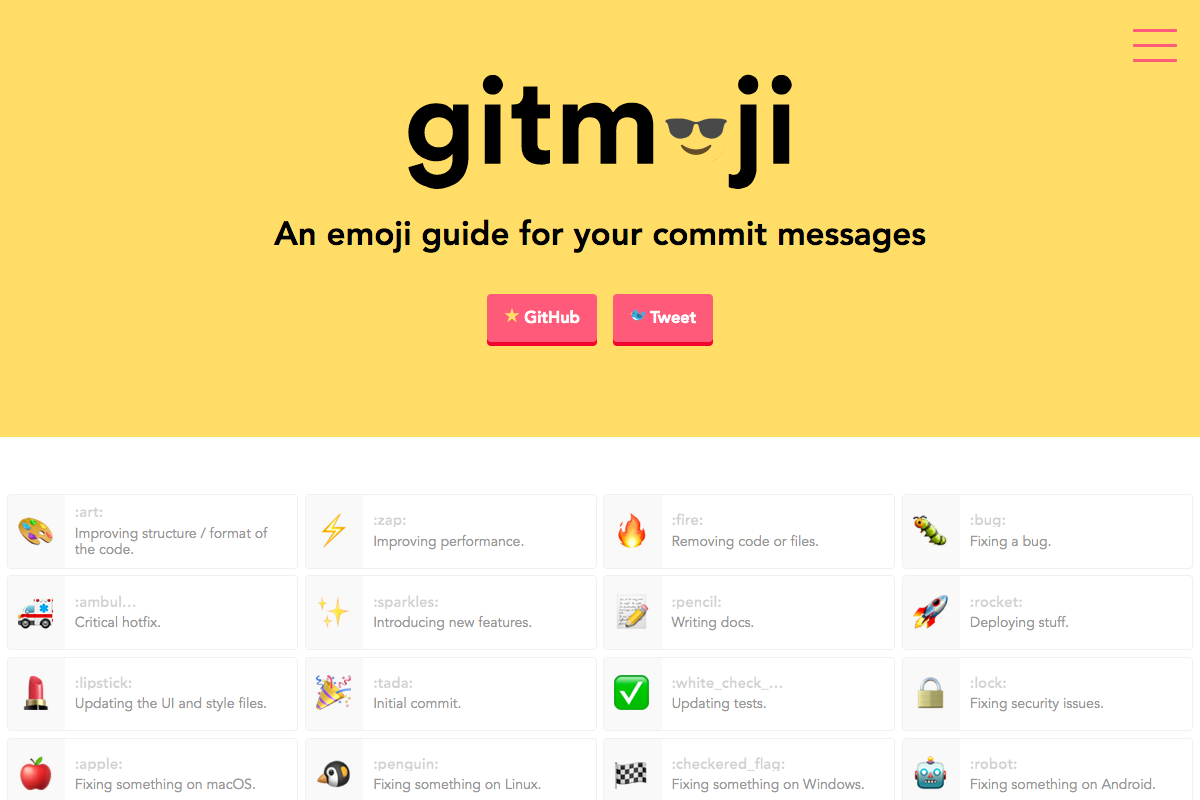 gitm😎ji
An emoji guide for your commit messages
GitHub
Tweet
:art:
Improving structure / format of
the code.
:zap:
Improving performance.
:fire:
Removing code or files.
:bug:
Fixing a bug.
:ambul...
Critical hotfix.
:sparkles:
Introducing new features.
:pencil:
Writing docs.
:rocket:
Deploying stuff.
:lipstick:
Updating the UI and style files.
:tada:
Initial commit.
:white_check_...
Updating tests.
:lock:
Fixing security issues.
:apple:
Fixing something on macOS.
:penguin:
Fixing something on Linux.
:checkered_flag:
Fixing something on Windows.
:robot:
Fixing something on Android.